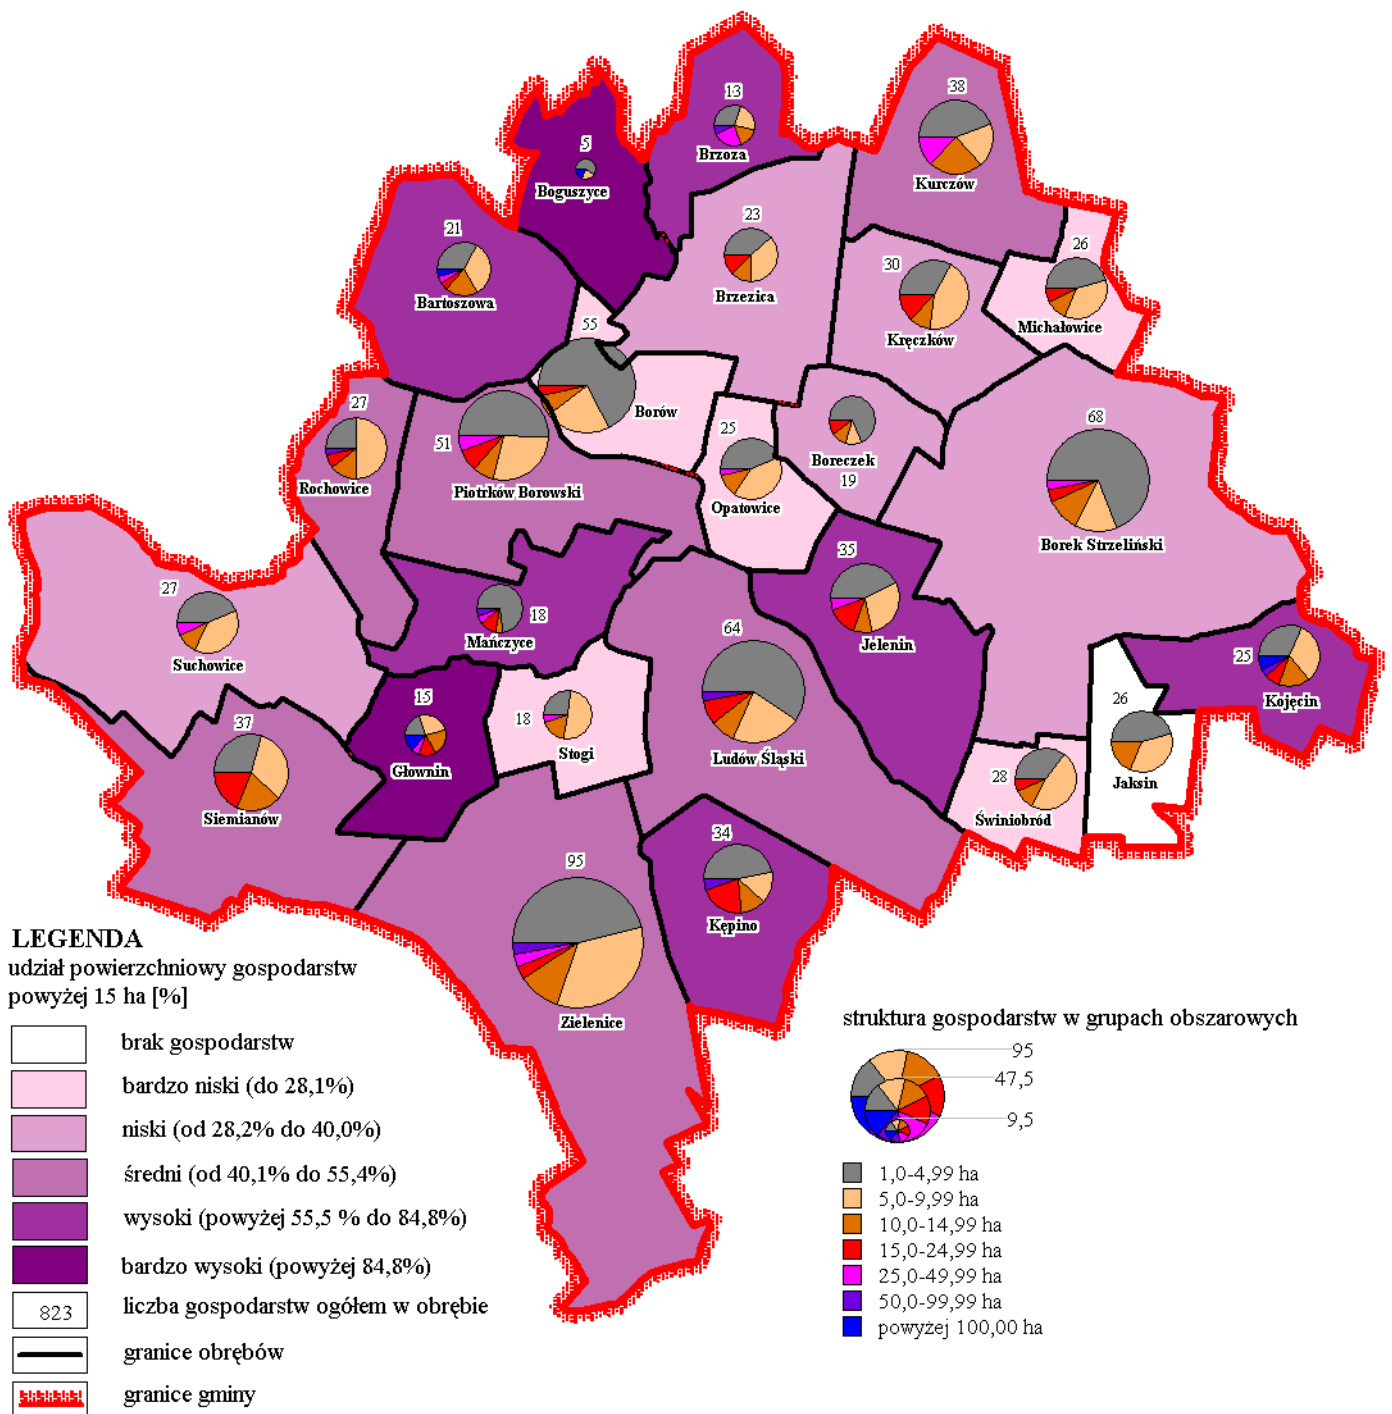 13
Brzoza
38
Kurczów
5
Boguszyce
21
Bartoszowa
23
Brzezica
30
Kręczków
26
Michałowice
55
Borów
27
Rochowice
51
Piotrków Borowski
25
Opatowice
Boreczek
19
68
Borek Strzeliński
27
Suchowice
18
Mańczyce
35
Jelenin
64
Ludów Śląski
25
Kojęcin
37
Siemianów
15
Głownin
18
Stogi
26
Jaksin
28
Świniobród
34
Kępino
95
Zielenice
LEGENDA
udział powierzchniowy gospodarstw
powyżej 15 ha [%]
brak gospodarstw
bardzo niski (do 28,1%)
niski (od 28,2% do 40,0%)
średni (od 40,1% do 55,4%)
wysoki (powyżej 55,5 % do 84,8%)
bardzo wysoki (powyżej 84,8%)
823 liczba gospodarstw ogółem w obrębie
granice obrębów
granice gminy
struktura gospodarstw w grupach obszarowych
95
47,5
9,5
1,0-4,99 ha
5,0-9,99 ha
10,0-14,99 ha
15,0-24,99 ha
25,0-49,99 ha
50,0-99,99 ha
powyżej 100,00 ha